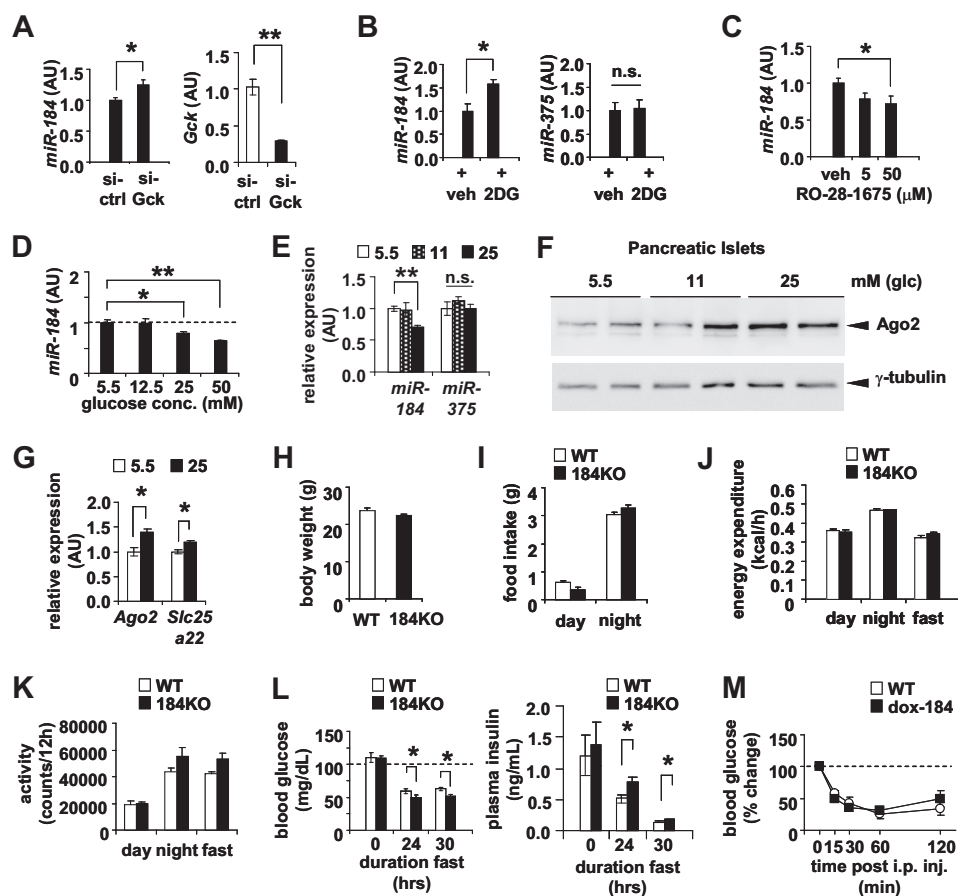 A
miR-184 (AU)
*
1.5
1.0
0.5
0.0
si-
ctrl
si-
Gck
Gck (AU)
**
1.5
1.0
0.5
0
si-
ctrl
si-
Gck
B
miR-184 (AU)
*
2.0
1.5
1.0
0.5
0.0
+ +
veh 2DG
miR-375 (AU)
n.s.
2.0
1.5
1.0
0.5
0.0
+ +
veh 2DG
C
miR-184 (AU)
*
1.5
1.0
0.5
0.0
veh 5 50
RO-28-1675 (µM)
D
miR-184 (AU)
**
*
2
1
1
0
5.5 12.5 25 50
glucose conc. (mM)
E
5.5 11 25
relative expression
(AU)
** n.s.
1.5
1.0
0.5
0.0
miR-
184
miR-
375
F
Pancreatic Islets
5.5 11 25 mM (glc)
Ago2
γ-tubulin
G
5.5 25
relative expression
(AU)
* *
2.0
1.5
1.0
0.5
0.0
Ago2 Slc25
a22
H
body weight (g)
30
20
10
0
WT 184KO
I
WT
184KO
food intake (g)
4
3
2
1
0
day night
J
WT
184KO
energy expenditure
(kcal/h)
0.6
0.5
0.4
0.2
0.1
0
day night fast
K
WT
184KO
activity
(counts/12h)
80000
60000
40000
20000
0
day night fast
L
WT
184KO
blood glucose
(mg/dL)
* *
150
100
50
0
0 24 30
duration fast
(hrs)
WT
184KO
plasma insulin
(ng/mL)
*
*
2.0
1.5
1.0
0.5
0.0
0 24 30
duration fast
(hrs)
M
WT
dox-184
blood glucose
(% change)
150
100
50
0
0 15 30 60 120
time post i.p. inj.
(min)